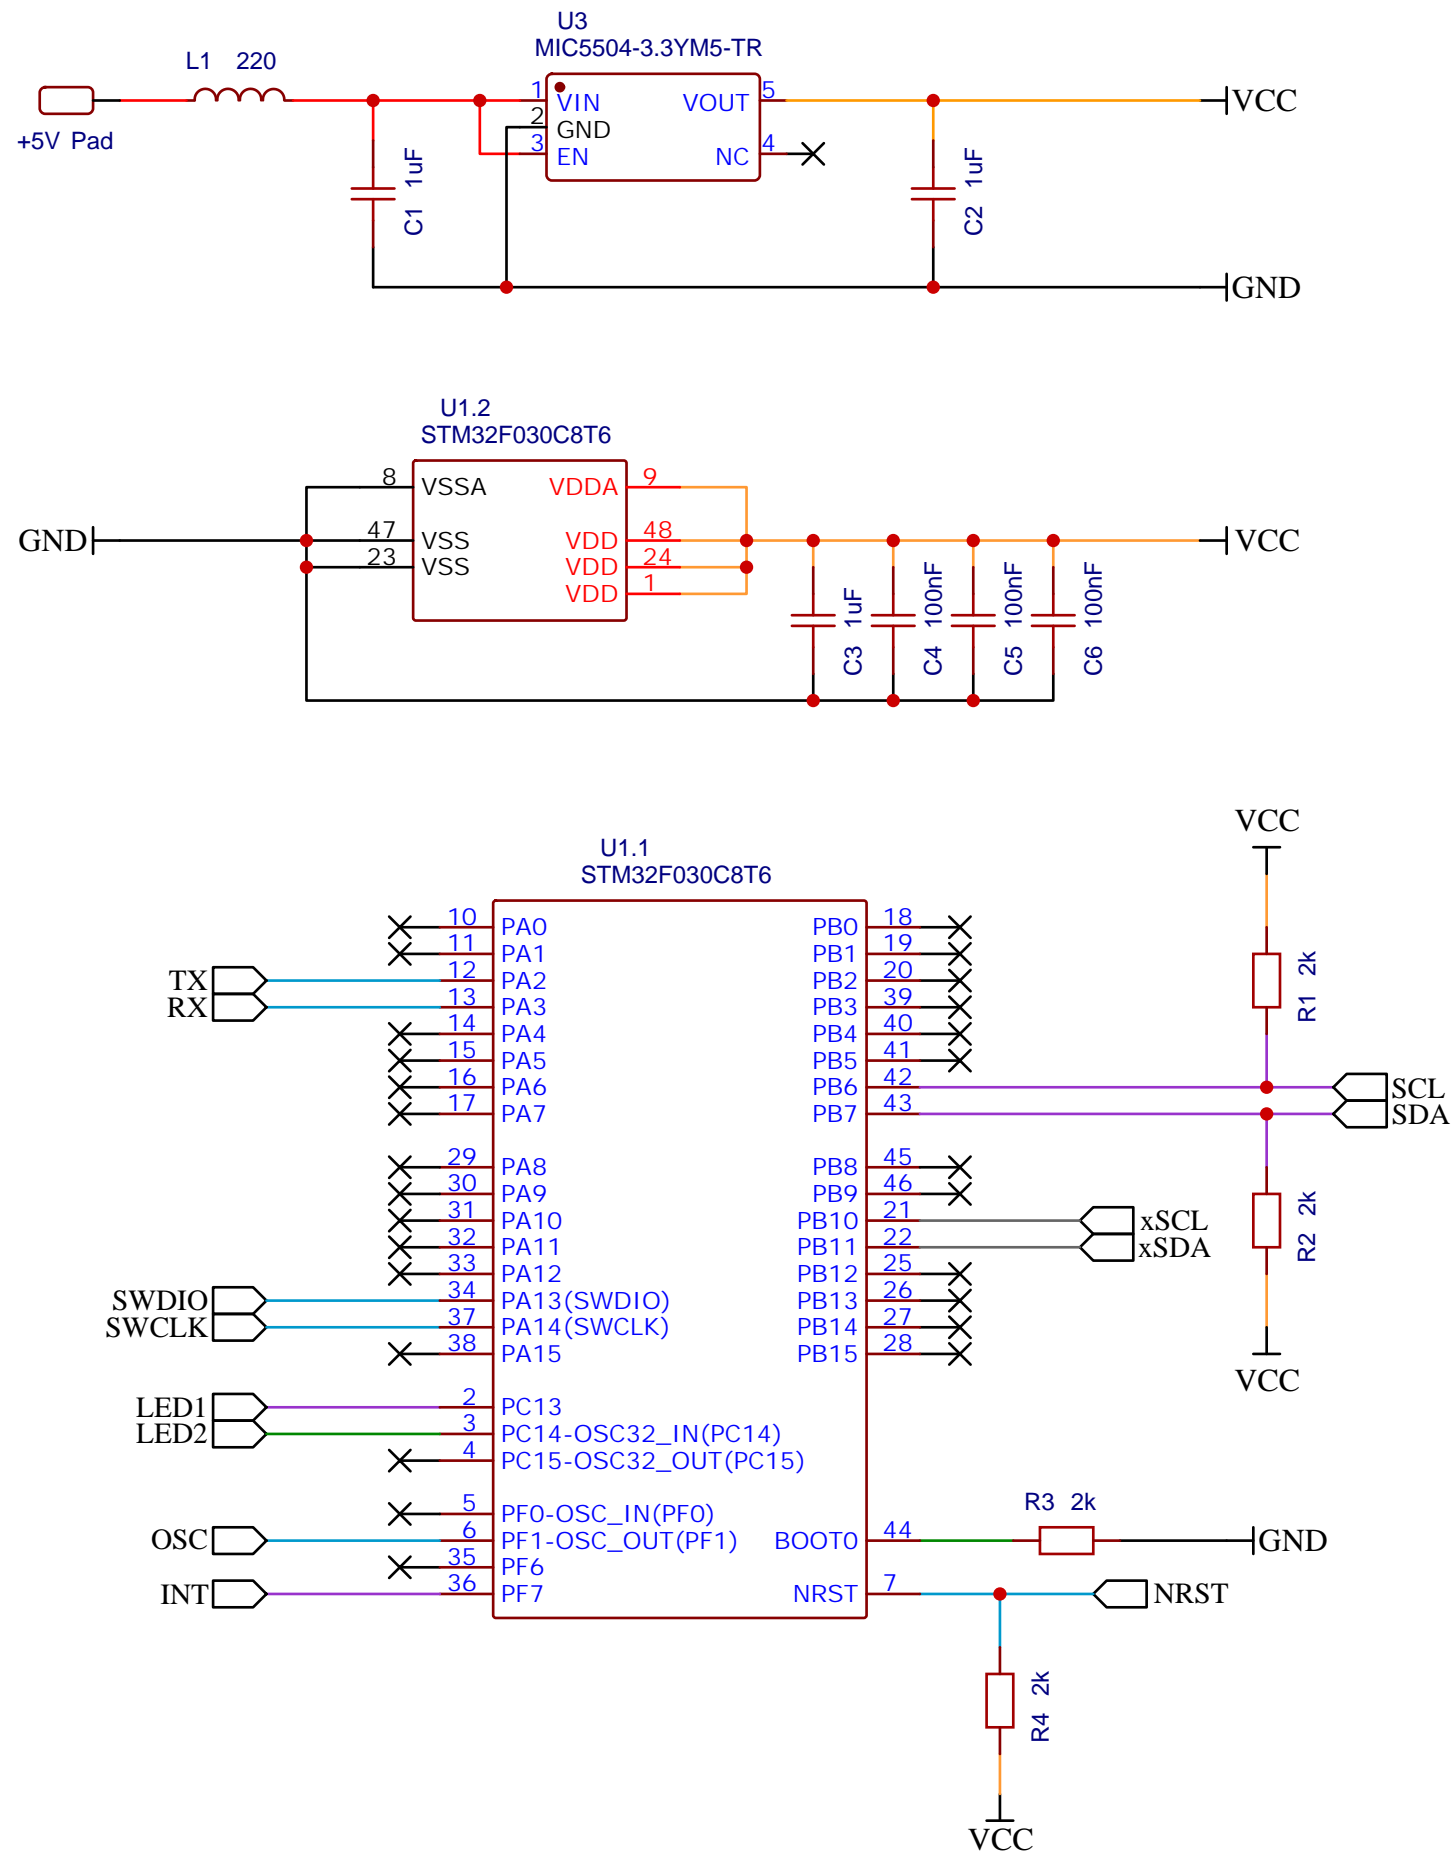 U3
MIC5504-3.3YM5-TR
L1 220
+5V Pad
1 VIN
2 GND
3 EN
VOUT 5
NC 4
C1 1uF
C2 1uF
VCC
GND
U1.2
STM32F030C8T6
8 VSSA
47 VSS
23 VSS
VDDA 9
VDD 48
VDD 24
VDD 1
GND
VCC
C3 1uF
C4 100nF
C5 100nF
C6 100nF
U1.1
STM32F030C8T6
10 PA0
11 PA1
TX 12 PA2
RX 13 PA3
14 PA4
15 PA5
16 PA6
17 PA7
29 PA8
30 PA9
31 PA10
32 PA11
33 PA12
SWDIO 34 PA13(SWDIO)
SWCLK 37 PA14(SWCLK)
38 PA15
LED1 2 PC13
LED2 3 PC14-OSC32_IN(PC14)
4 PC15-OSC32_OUT(PC15)
5 PF0-OSC_IN(PF0)
OSC 6 PF1-OSC_OUT(PF1)
35 PF6
INT 36 PF7
PB0 18
PB1 19
PB2 20
PB3 39
PB4 40
PB5 41
PB6 42 SCL
PB7 43 SDA
PB8 45
PB9 46
PB10 21 xSCL
PB11 22 xSDA
PB12 25
PB13 26
PB14 27
PB15 28
BOOT0 44
NRST 7 NRST
VCC
R1 2k
R2 2k
VCC
R3 2k
GND
R4 2k
VCC